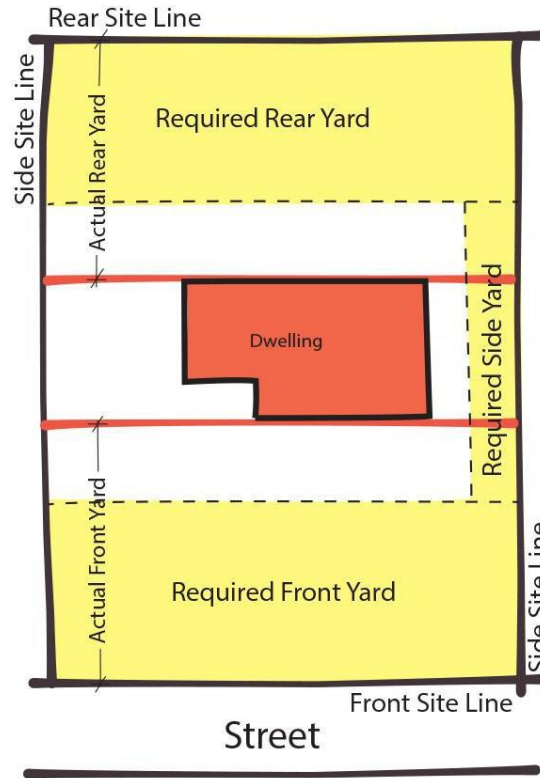 Rear Site Line
Side Site Line
Actual Rear Yard
Required Rear Yard
Dwelling
Required Side Yard
Actual Front Yard
Required Front Yard
Side Site Line
Front Site Line
Street